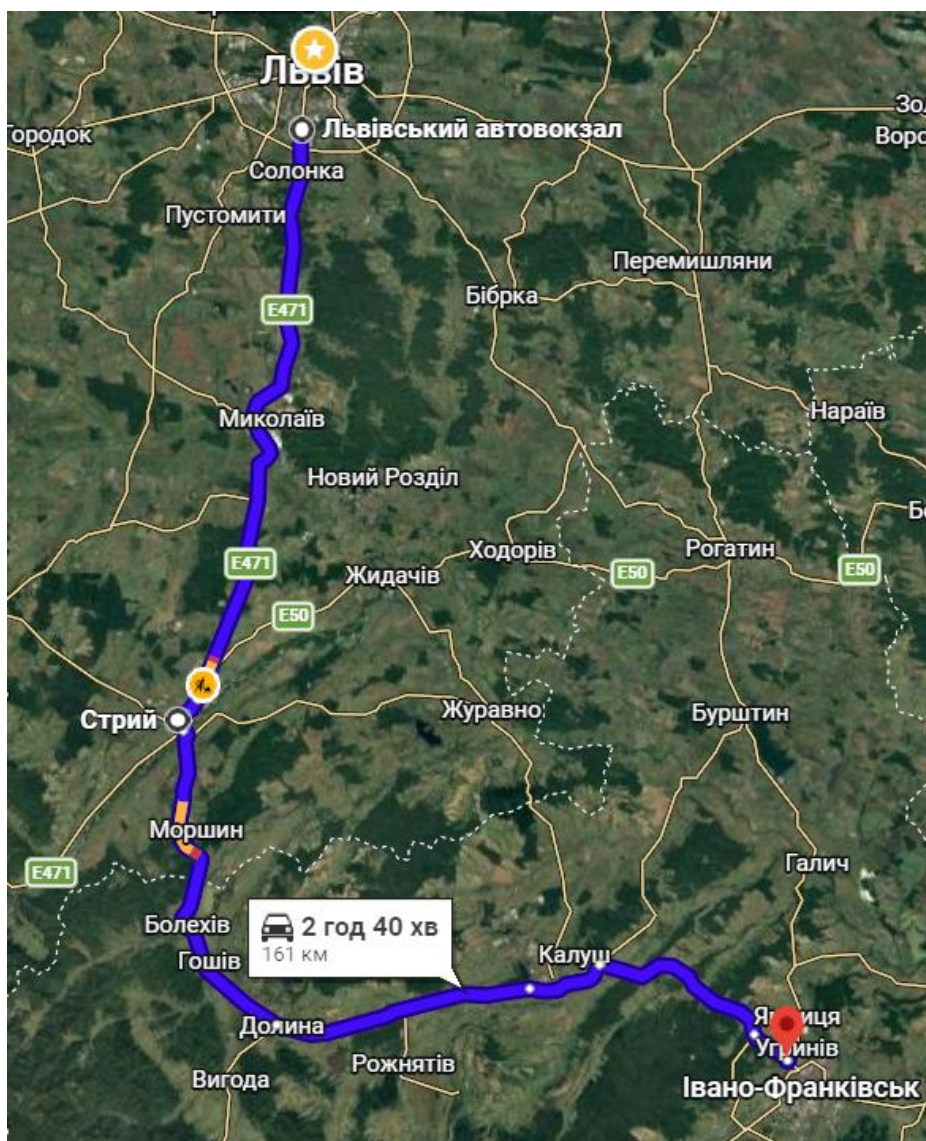 Львів
Львівський автовокзал
Городок
Солонка
Пустомити
Перемишляни
Бібрка
E471
Миколаїв
Нараїв
Новий Розділ
Ходорів
Рогатин
E471
Жидачів
E50
E50
E50
Стрий
Журавно
Бурштин
Моршин
E471
Галич
Болехів
2 год 40 хв
161 км
Гошів
Калуш
Долина
Угринів
Рожнятів
Вигода
Івано-Франківськ